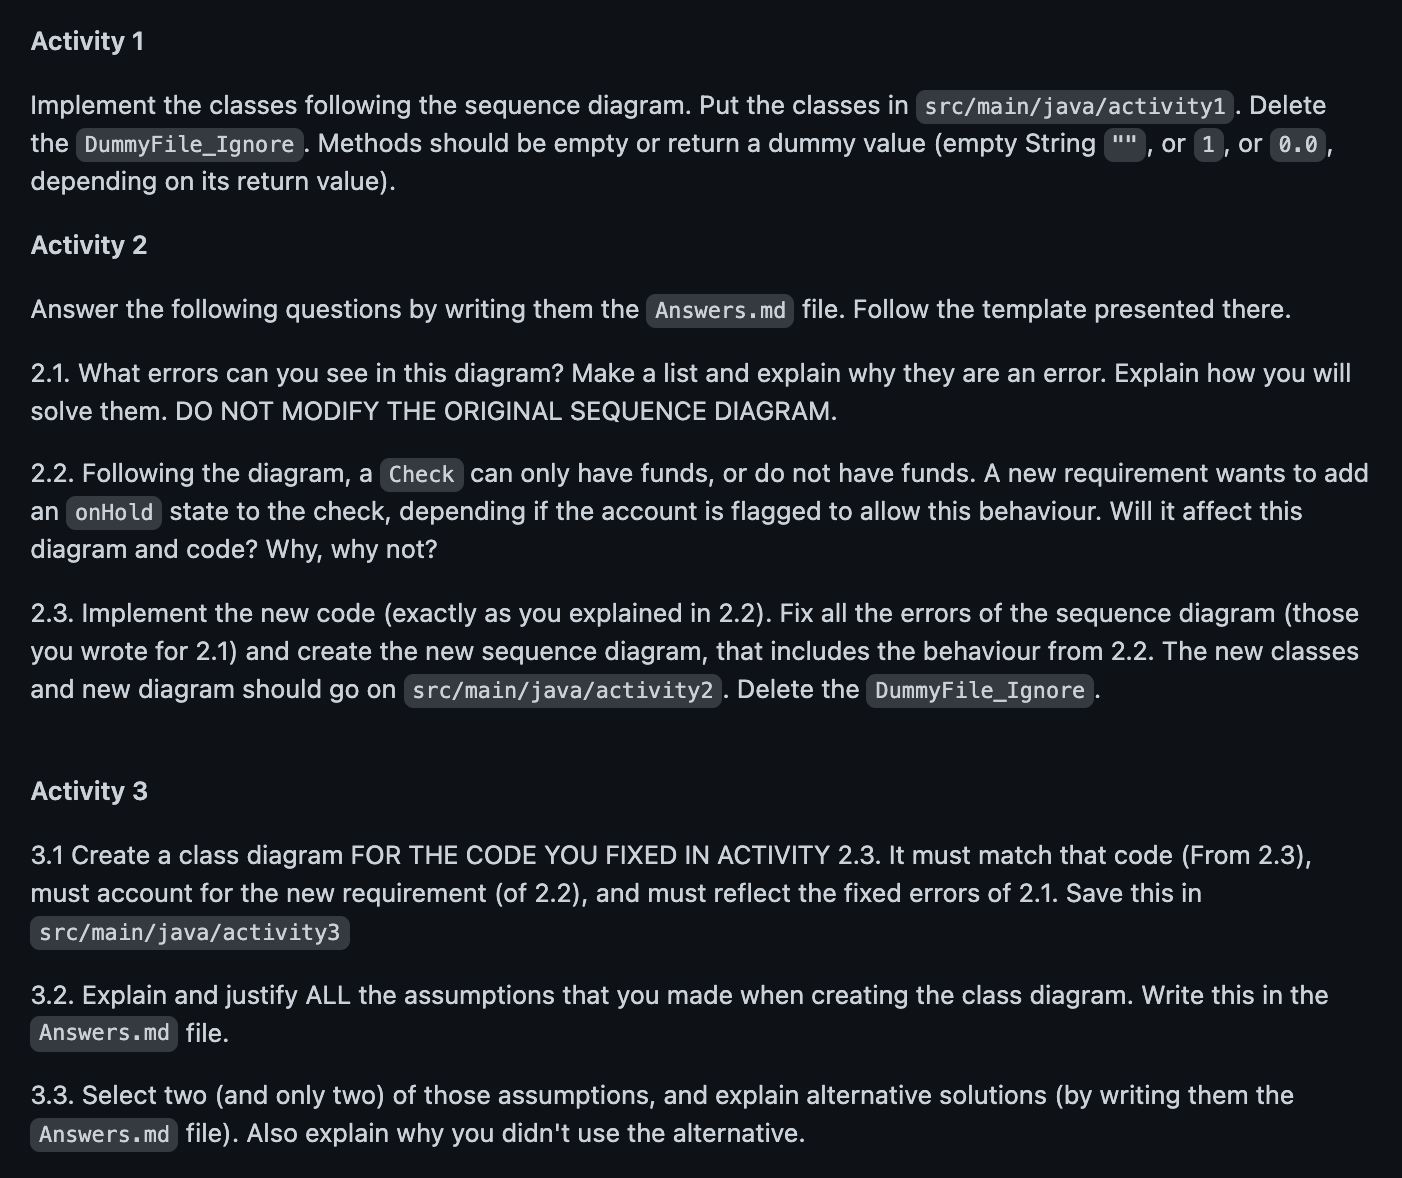 Activity 1
Implement the classes following the sequence diagram. Put the classes in src/main/java/activity1. Delete
the DummyFile_Ignore. Methods should be empty or return a dummy value (empty String "", or 1, or 0.0,
depending on its return value).
Activity 2
Answer the following questions by writing them the Answers.md file. Follow the template presented there.
2.1. What errors can you see in this diagram? Make a list and explain why they are an error. Explain how you will
solve them. DO NOT MODIFY THE ORIGINAL SEQUENCE DIAGRAM.
2.2. Following the diagram, a Check can only have funds, or do not have funds. A new requirement wants to add
an onHold state to the check, depending if the account is flagged to allow this behaviour. Will it affect this
diagram and code? Why, why not?
2.3. Implement the new code (exactly as you explained in 2.2). Fix all the errors of the sequence diagram (those
you wrote for 2.1) and create the new sequence diagram, that includes the behaviour from 2.2. The new classes
and new diagram should go on src/main/java/activity2. Delete the DummyFile_Ignore.
Activity 3
3.1 Create a class diagram FOR THE CODE YOU FIXED IN ACTIVITY 2.3. It must match that code (From 2.3),
must account for the new requirement (of 2.2), and must reflect the fixed errors of 2.1. Save this in
src/main/java/activity3
3.2. Explain and justify ALL the assumptions that you made when creating the class diagram. Write this in the
Answers.md file.
3.3. Select two (and only two) of those assumptions, and explain alternative solutions (by writing them the
Answers.md file). Also explain why you didn't use the alternative.